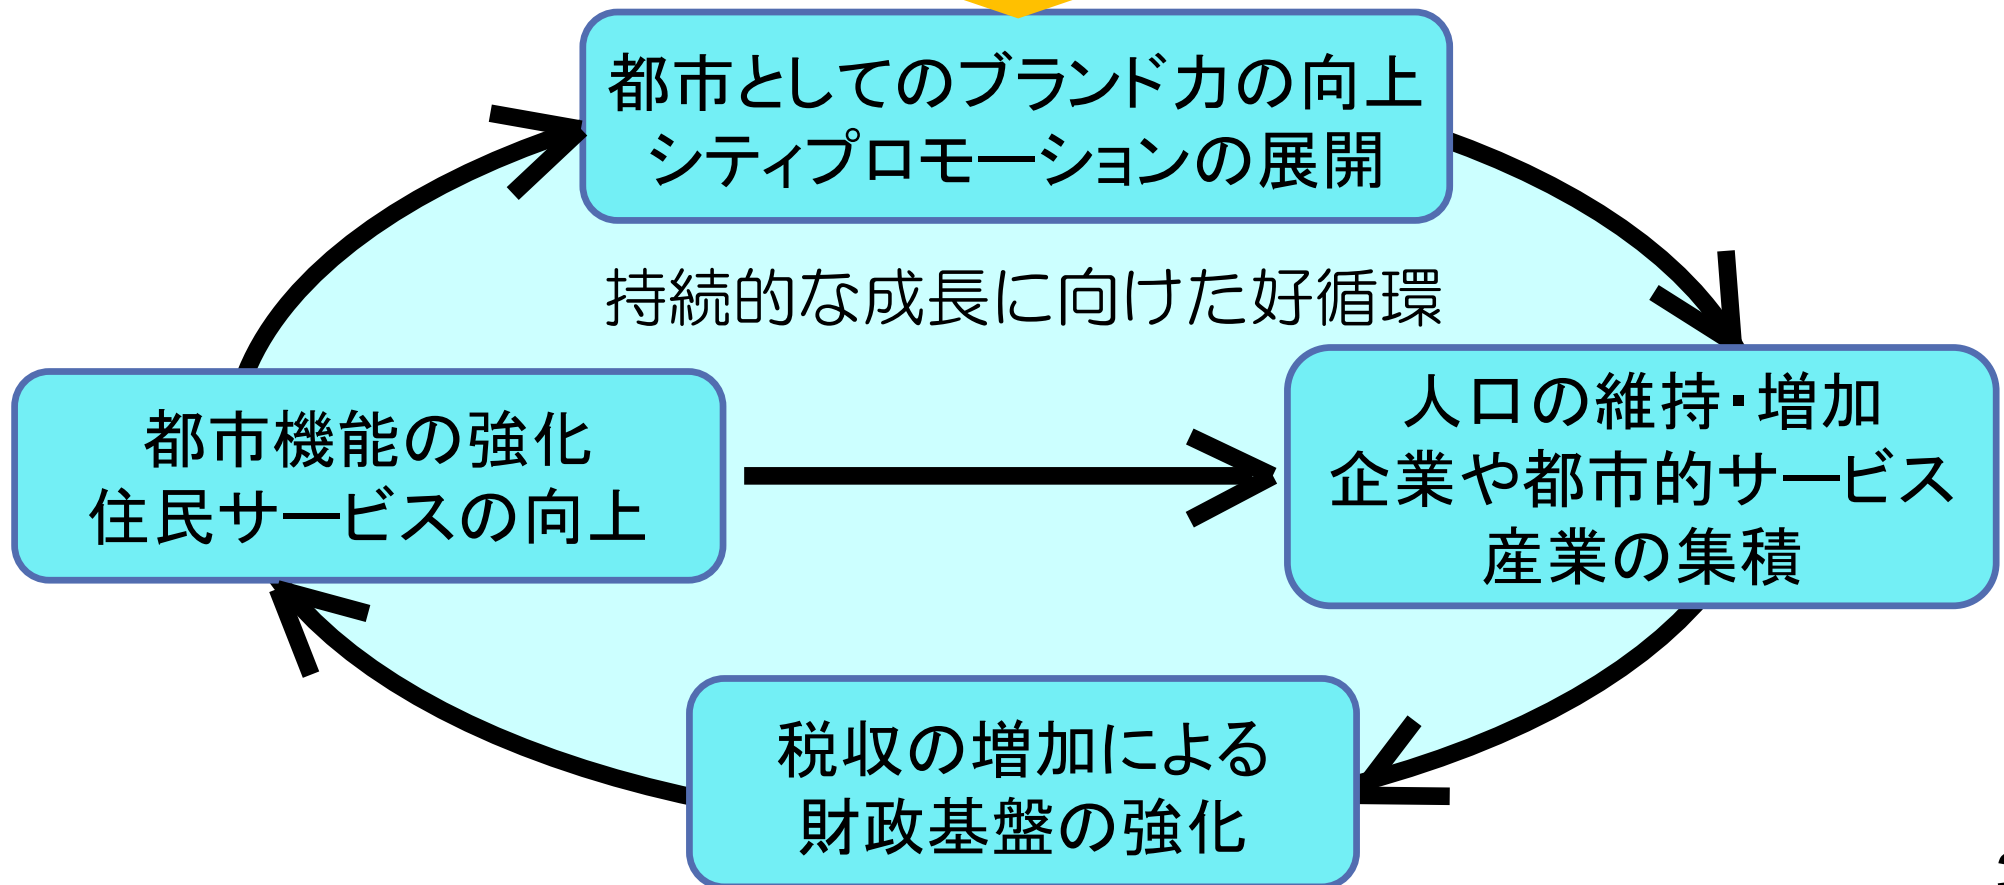 都市としてのブランド力の向上
シティプロモーションの展開
持続的な成長に向けた好循環
都市機能の強化
住民サービスの向上
人口の維持・増加
企業や都市的サービス
産業の集積
税収の増加による
財政基盤の強化